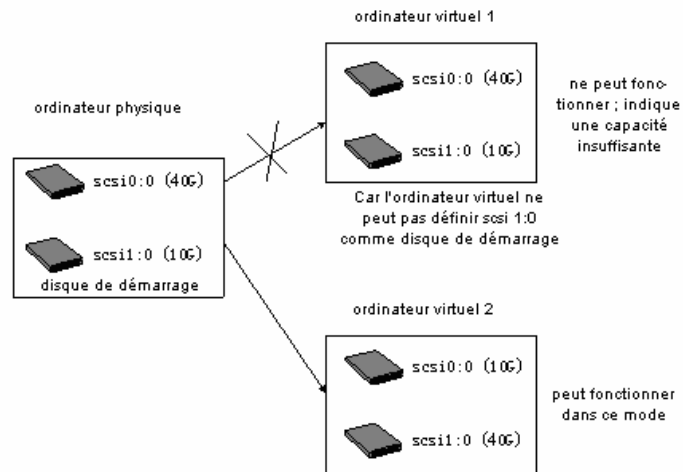 ordinateur physique
scsi0:0 (40G)
scsi1:0 (10G)
disque de démarrage
ordinateur virtuel 1
scsi0:0 (40G)
scsi1:0 (10G)
Car l'ordinateur virtuel ne
peut pas définir scsi 1:0
comme disque de démarrage
ne peut fonc-
tionner ; indique
une capacité
insuffisante
ordinateur virtuel 2
scsi0:0 (10G)
scsi1:0 (40G)
peut fonctionner
dans ce mode